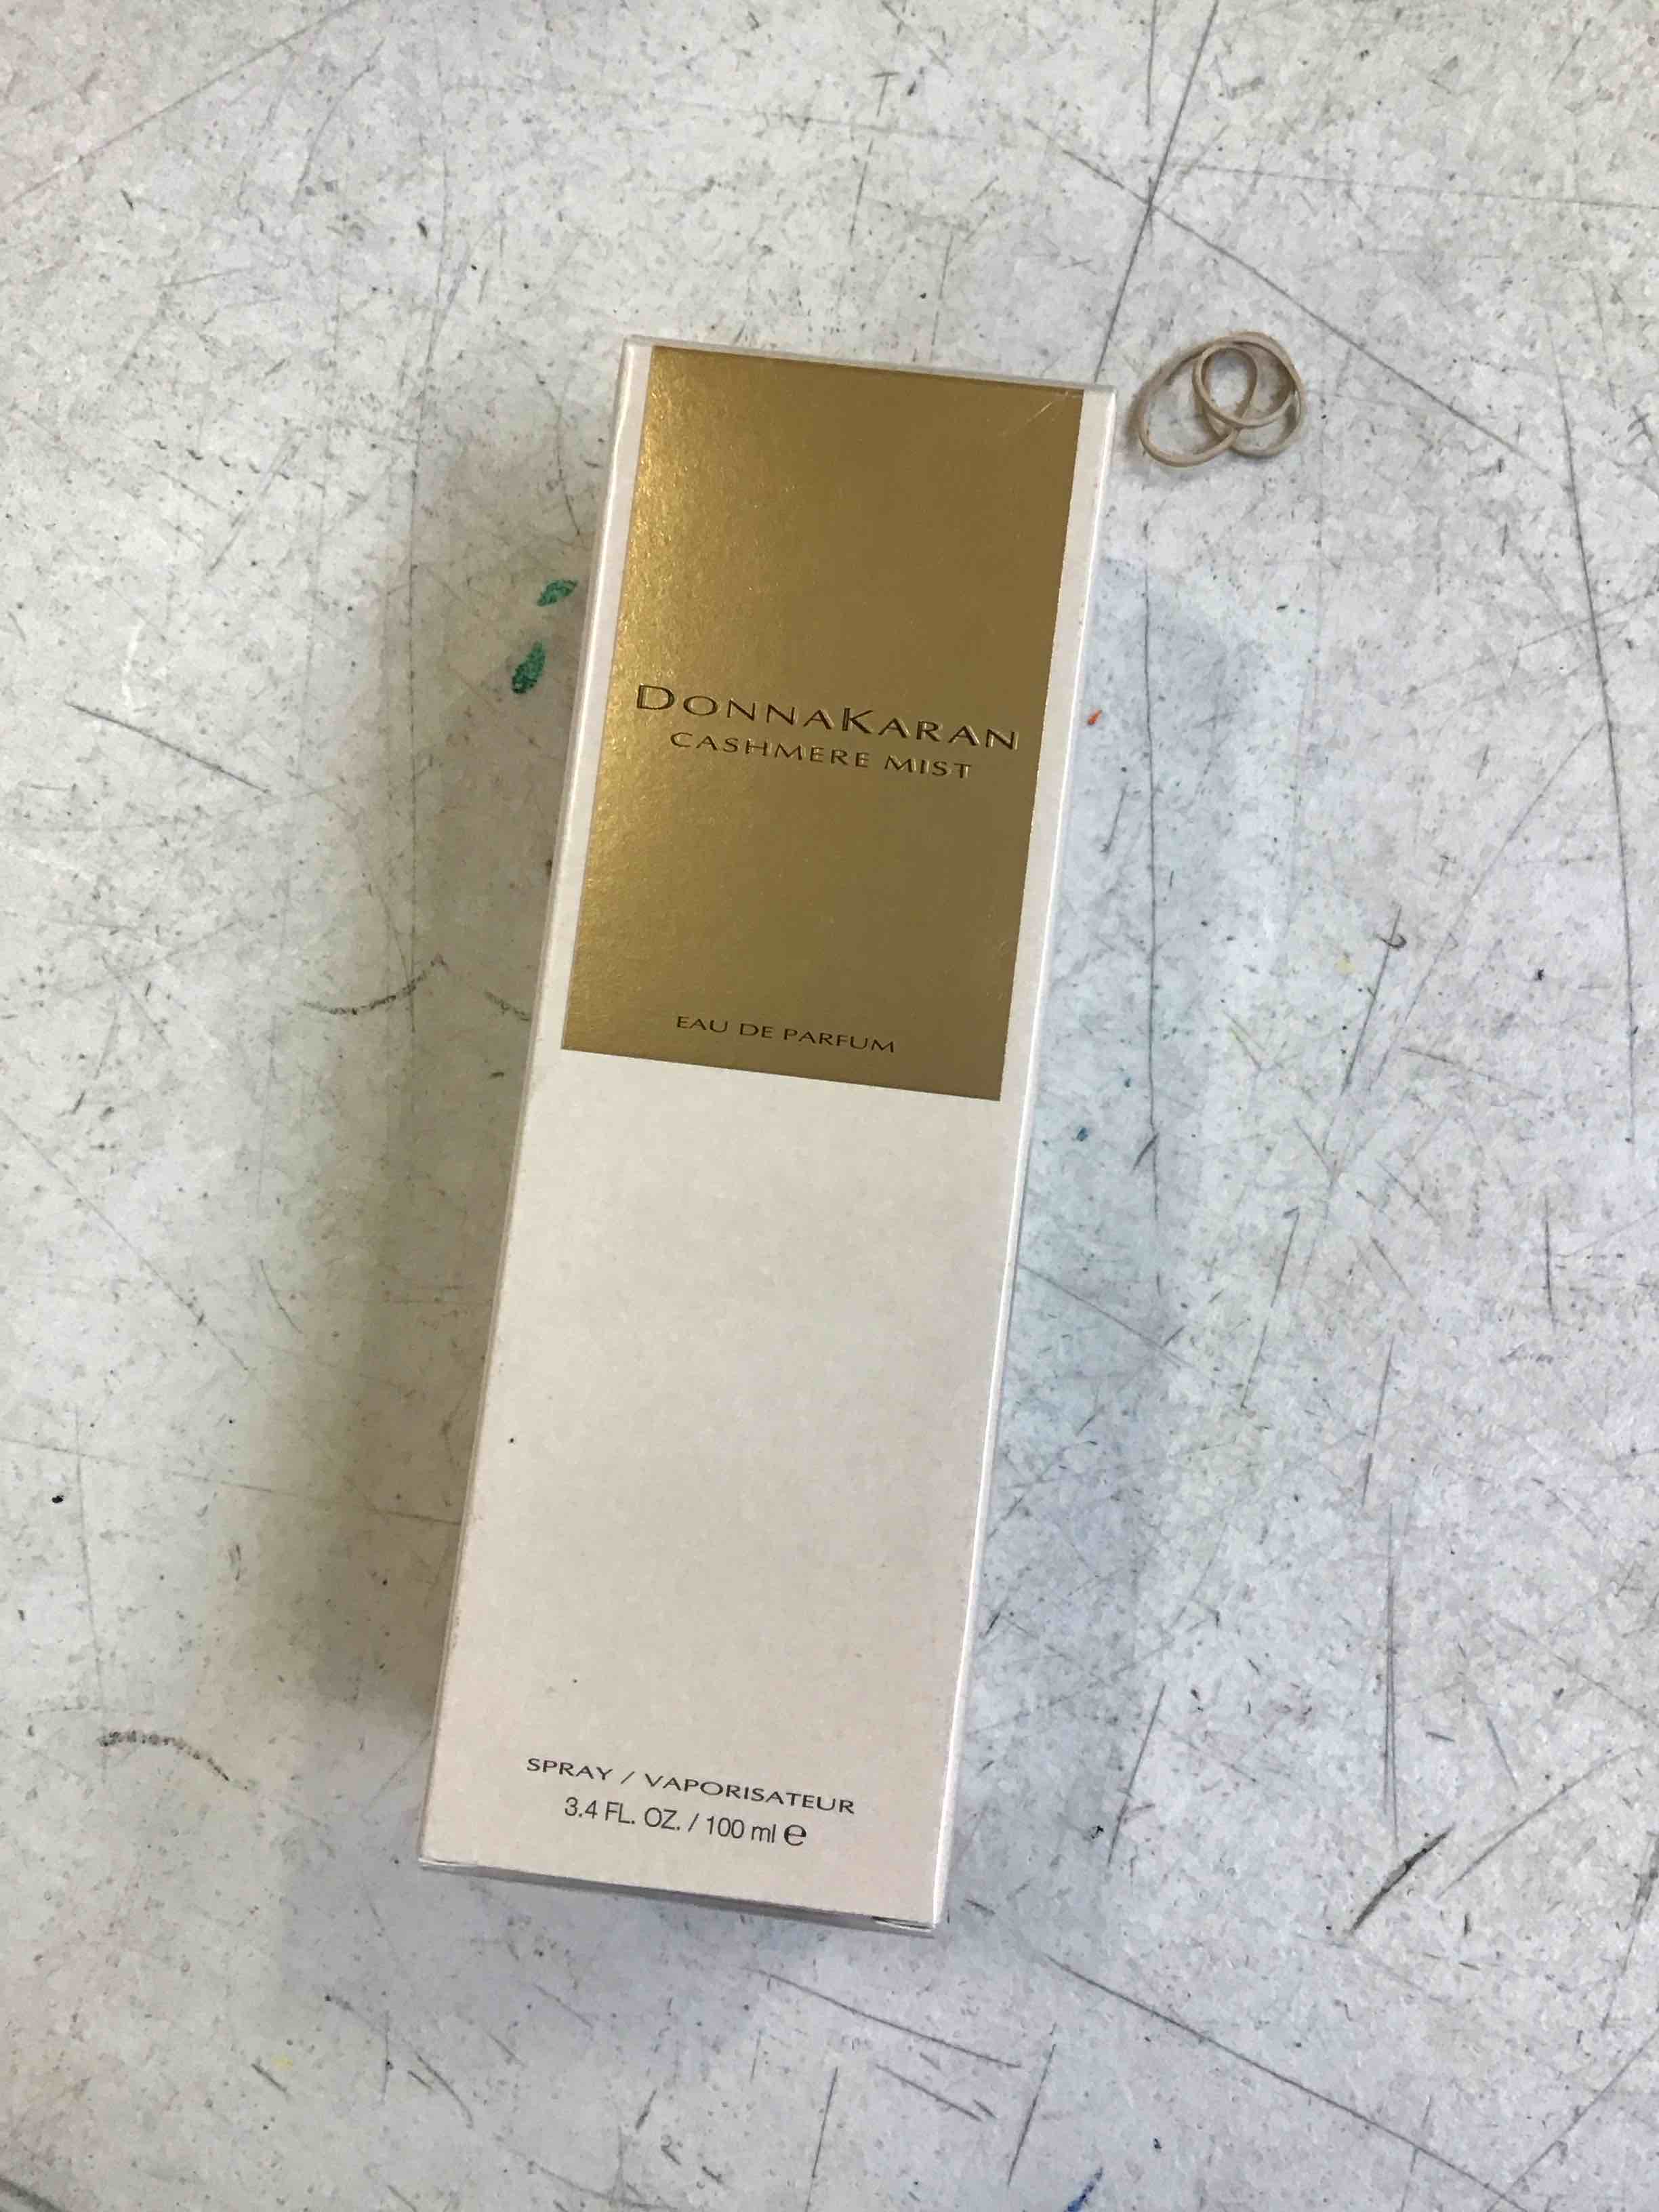 DONNAKARAN
CASHMERE MIST
EAU DE PARFUM
SPRAY / VAPORISATEUR
3.4 FL. OZ. / 100 ml ℮